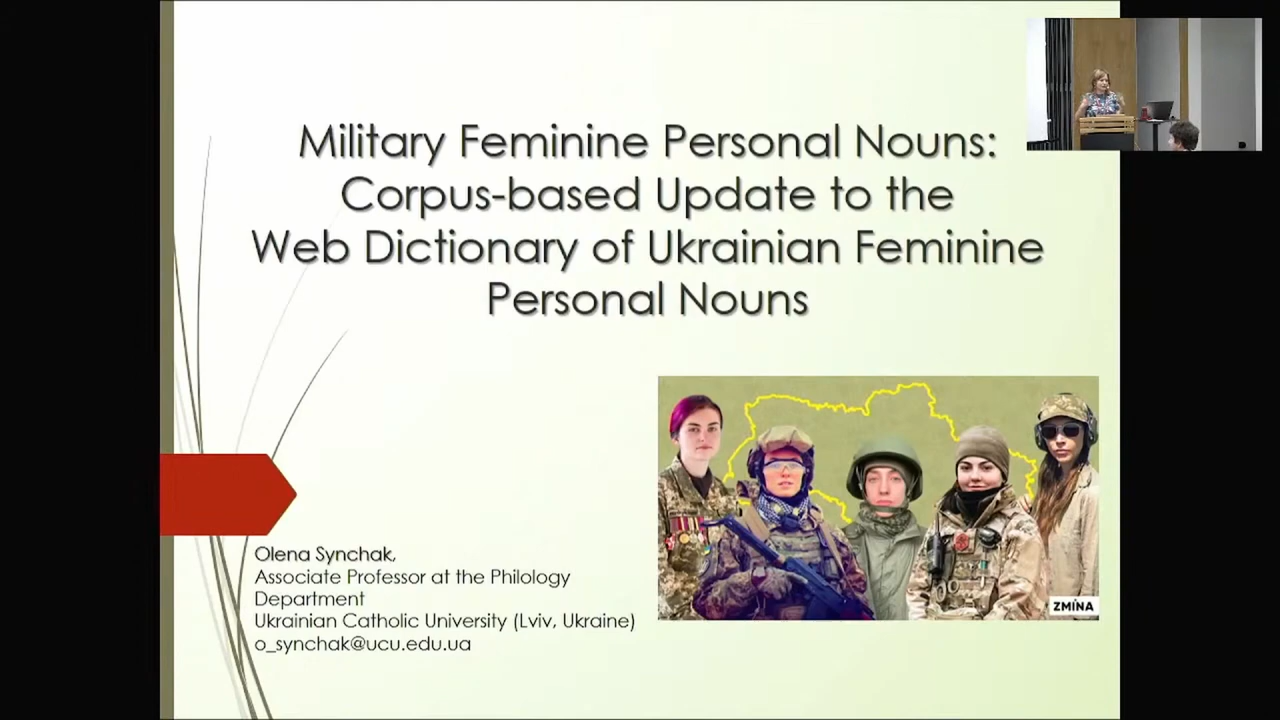 Military Feminine Personal Nouns:
Corpus-based Update to the
Web Dictionary of Ukrainian Feminine
Personal Nouns
ZMINA
Olena Synchak,
Associate Professor at the Philology
Department
Ukrainian Catholic University (Lviv, Ukraine)
o_synchak@ucu.edu.ua